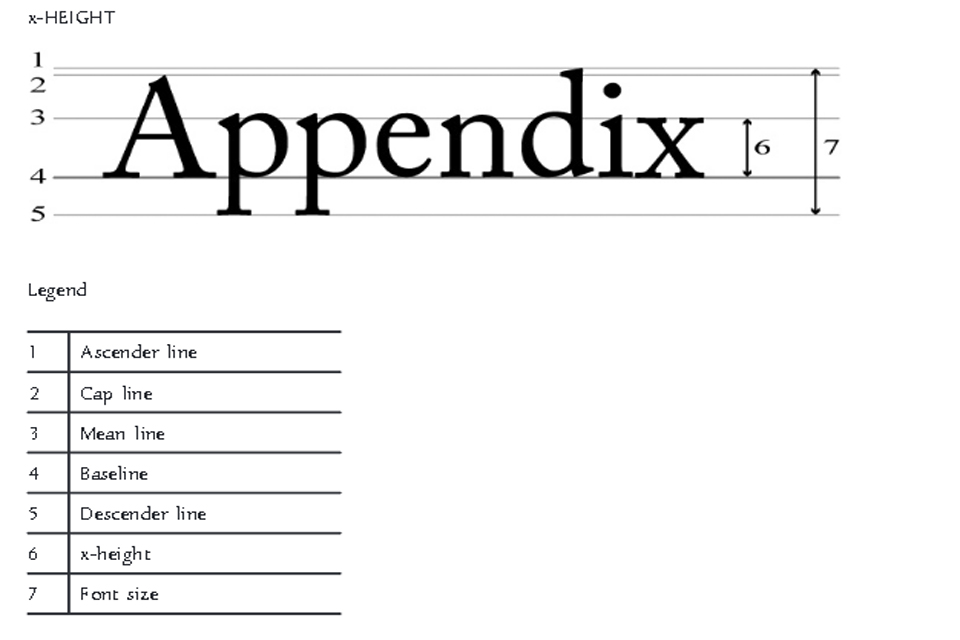 x-HEIGHT
1
2
3
4
5
Appendix
6
7
Legend
1 Ascender line
2 Cap line
3 Mean line
4 Baseline
5 Descender line
6 x-height
7 Font size